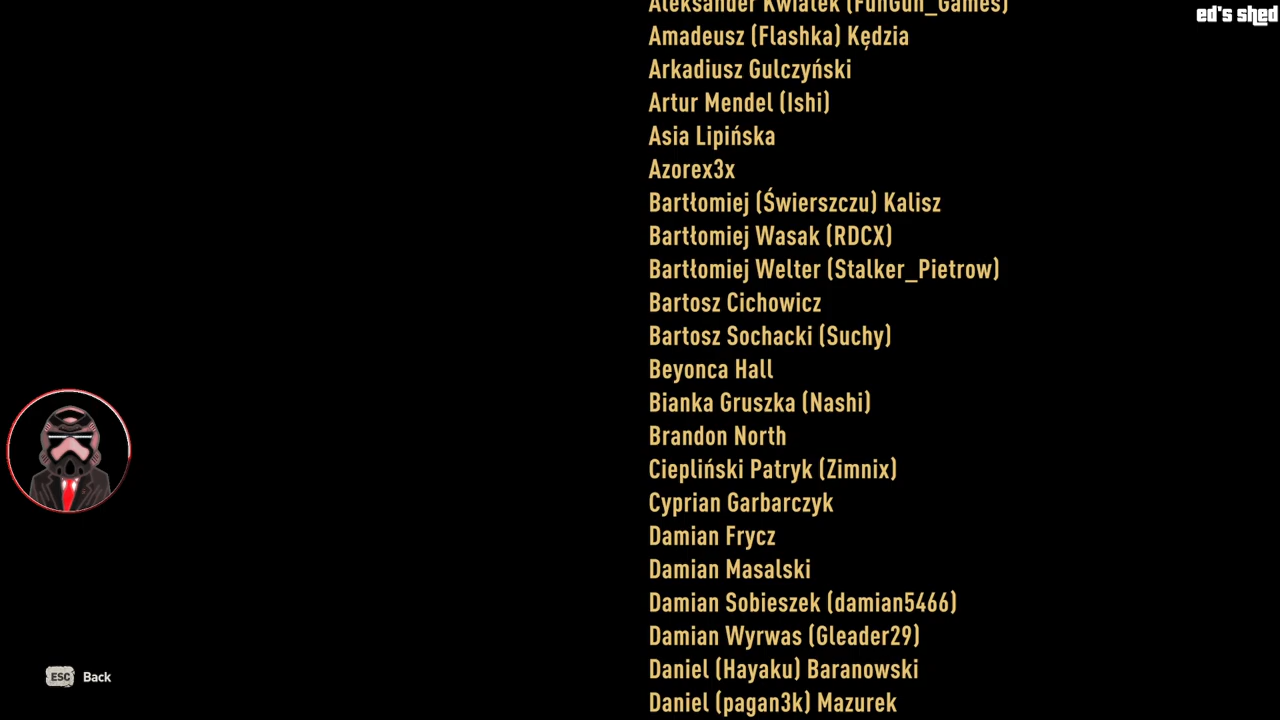 Aleksander Kwiatek (FunGun_Games)
ed's shed
Amadeusz (Flashka) Kędzia
Arkadiusz Gulczyński
Artur Mendel (Ishi)
Asia Lipińska
Azorex3x
Bartłomiej (Świerszczu) Kalisz
Bartłomiej Wasak (RDCX)
Bartłomiej Welter (Stalker_Pietrow)
Bartosz Cichowicz
Bartosz Sochacki (Suchy)
Beyonca Hall
Bianka Gruszka (Nashi)
Brandon North
Ciepliński Patryk (Zimnix)
Cyprian Garbarczyk
Damian Frycz
Damian Masalski
Damian Sobieszek (damian5466)
Damian Wyrwas (Gleader29)
Daniel (Hayaku) Baranowski
ESC Back
Daniel (pagan3k) Mazurek